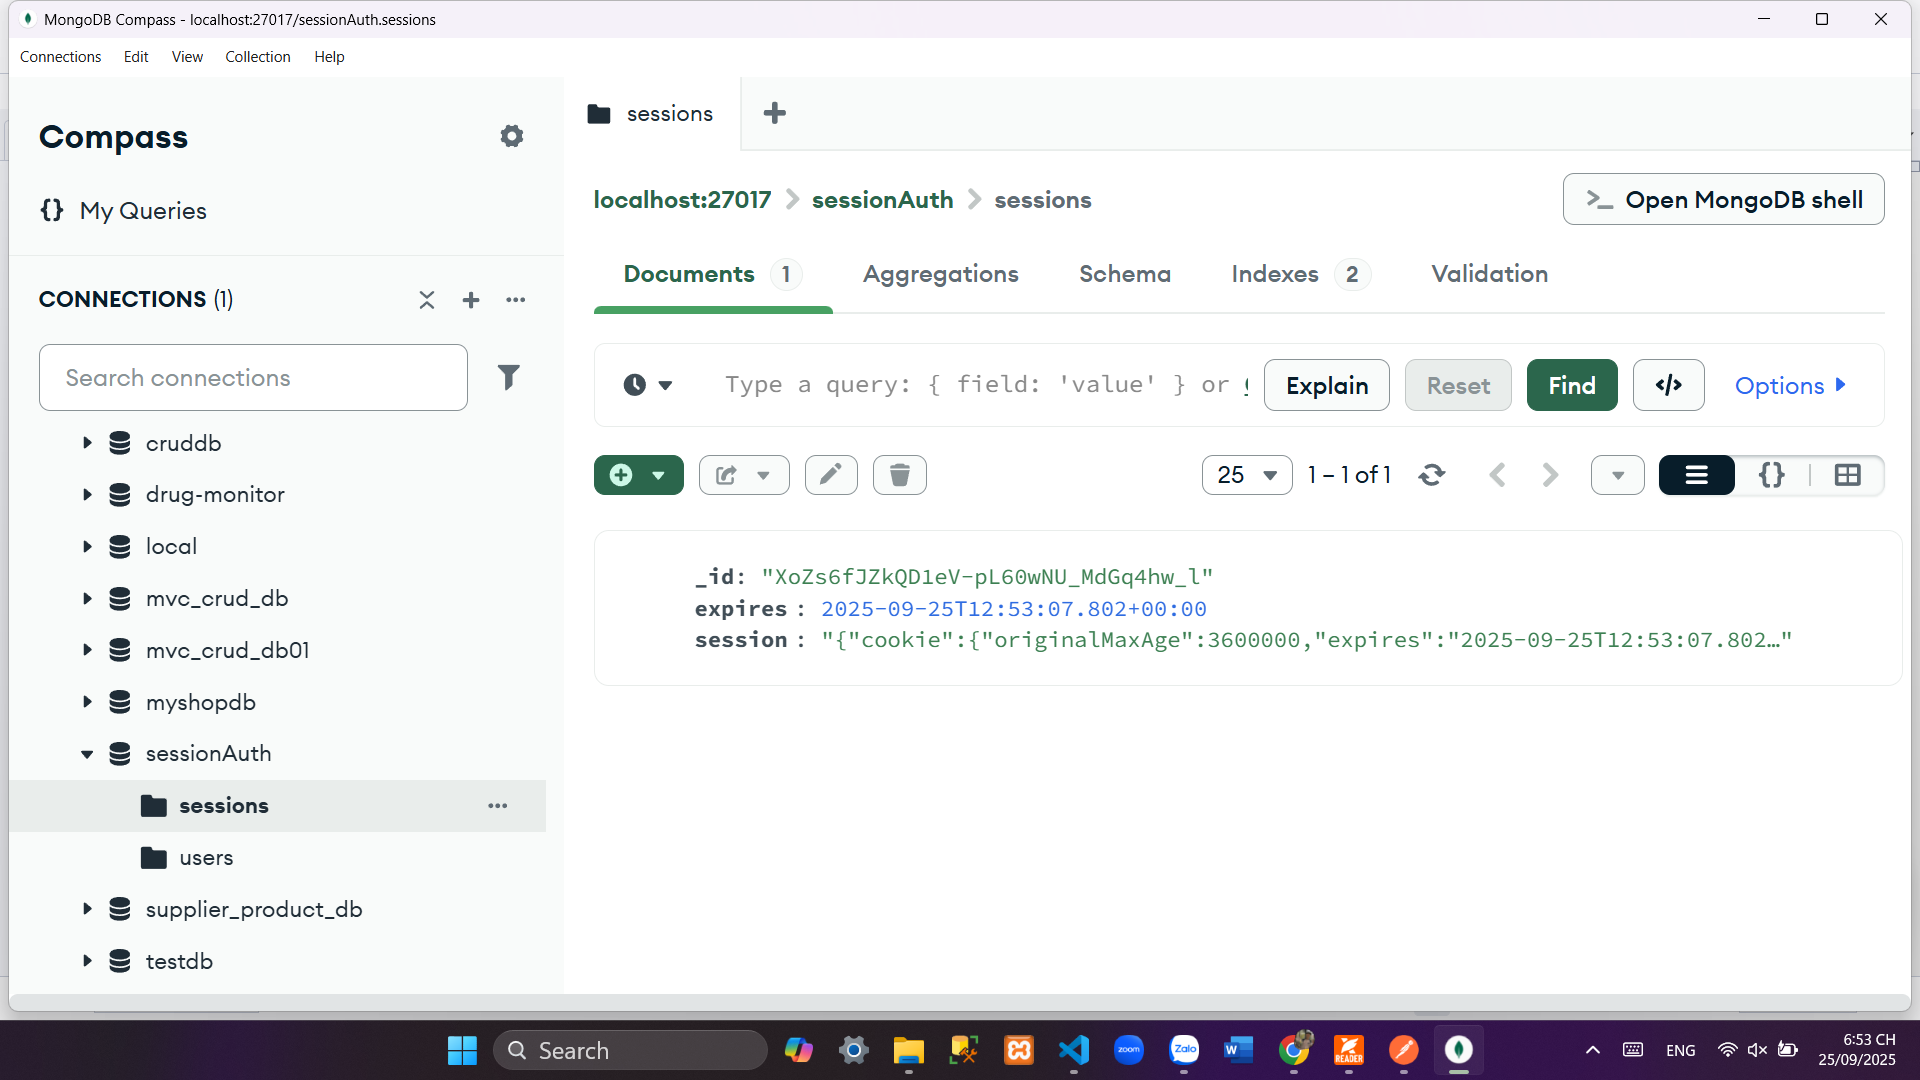 MongoDB Compass - localhost:27017/sessionAuth.sessions
Connections Edit View Collection Help
Compass
{} My Queries
CONNECTIONS (1)
Search connections
cruddb
drug-monitor
local
mvc_crud_db
mvc_crud_db01
myshopdb
sessionAuth
sessions
users
supplier_product_db
testdb
sessions
localhost:27017 sessionAuth sessions
>_ Open MongoDB shell
Documents 1 Aggregations Schema Indexes 2 Validation
Type a query: { field: 'value' } or
Explain Reset Find </> Options
25 1 – 1 of 1 {}
_id: "XoZs6fJZkQD1eV-pL60wNU_MdGq4hw_l"
expires : 2025-09-25T12:53:07.802+00:00
session : "{"cookie":{"originalMaxAge":3600000,"expires":"2025-09-25T12:53:07.802…"
Search
zoom
Zalo
W
READER
ENG
6:53 CH
25/09/2025